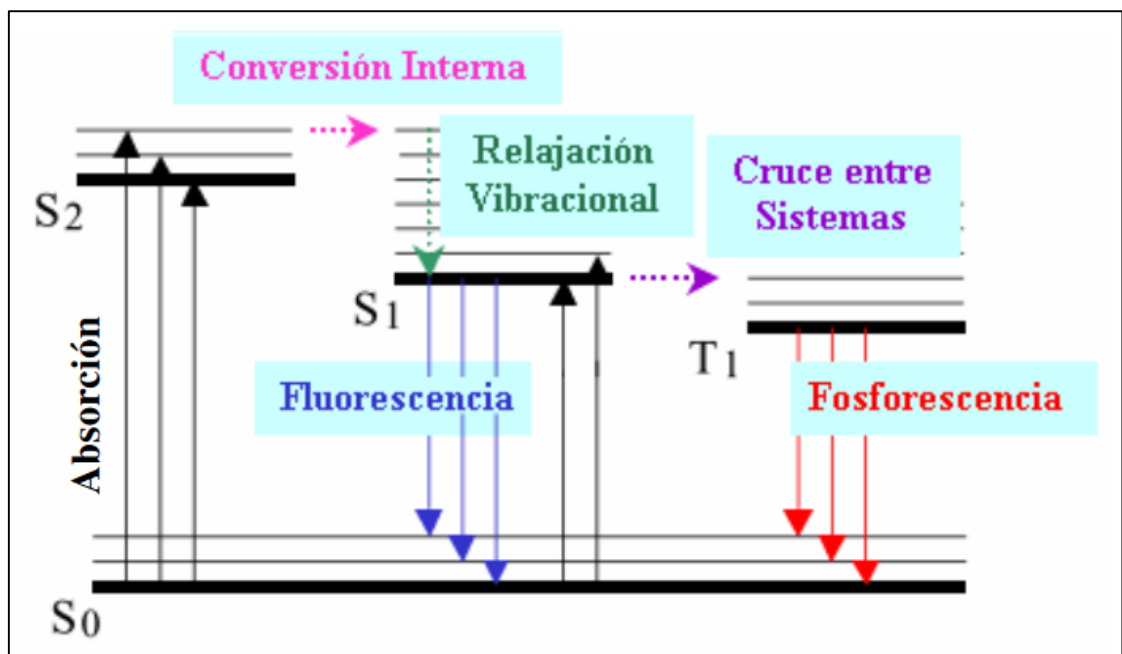 Conversión Interna
Relajación
Vibracional
Cruce entre
Sistemas
S2
S1
T1
Absorción
Fluorescencia
Fosforescencia
S0